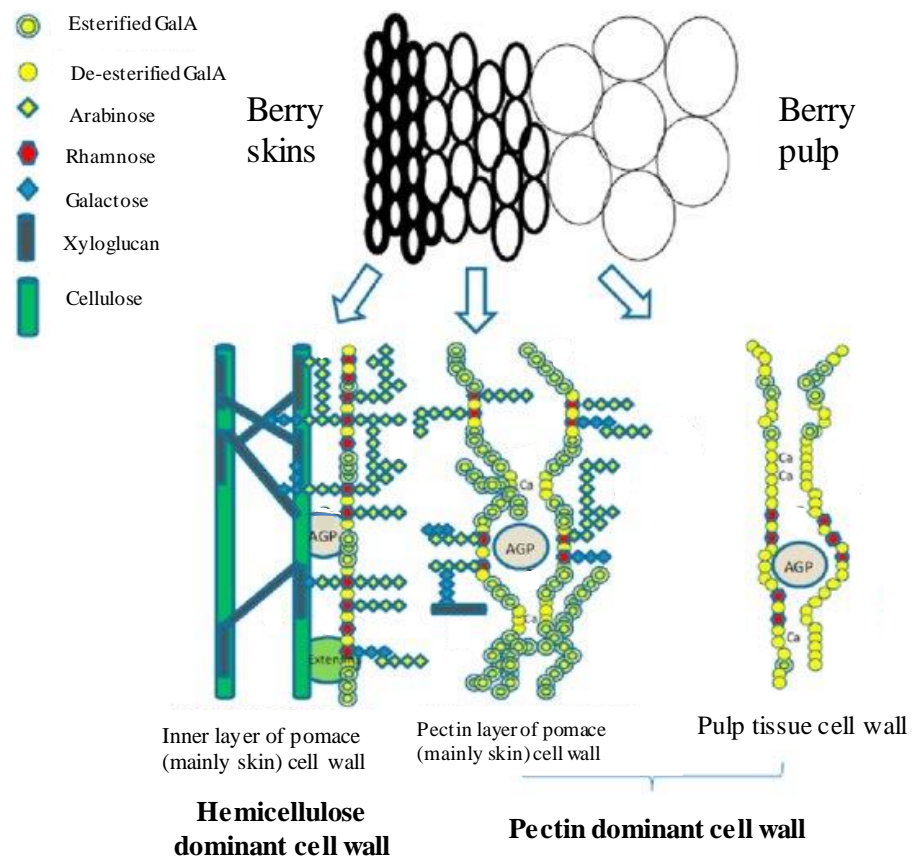 Esterified GalA
De-esterified GalA
Arabinose
Rhamnose
Galactose
Xyloglucan
Cellulose
Berry
skins
Berry
pulp
AGP
Extensin
Ca
AGP
Ca
Ca
Ca
AGP
Ca
Inner layer of pomace
(mainly skin) cell wall
Pectin layer of pomace
(mainly skin) cell wall
Pulp tissue cell wall
Hemicellulose
dominant cell wall
Pectin dominant cell wall